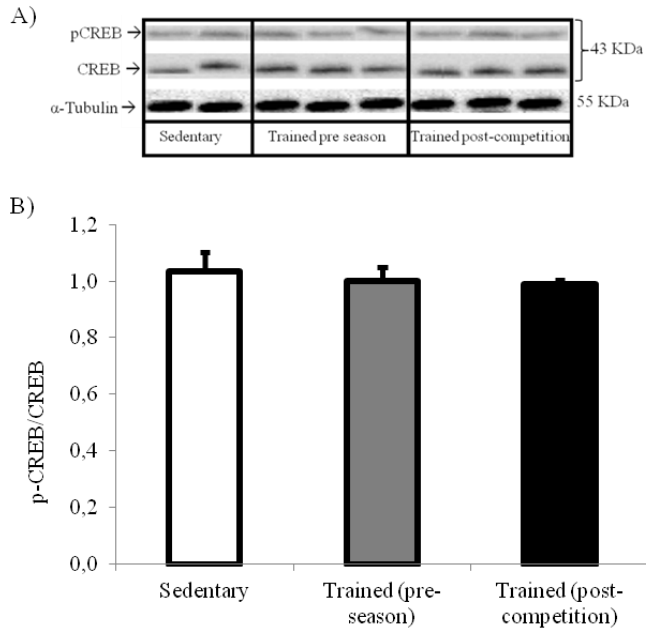 A)
pCREB →
CREB →
α-Tubulin →
43 KDa
55 KDa
Sedentary
Trained pre season
Trained post-competition
B)
1,2
1,0
0,8
0,6
0,4
0,2
0,0
p-CREB/CREB
Sedentary
Trained (pre-
season)
Trained (post-
competition)